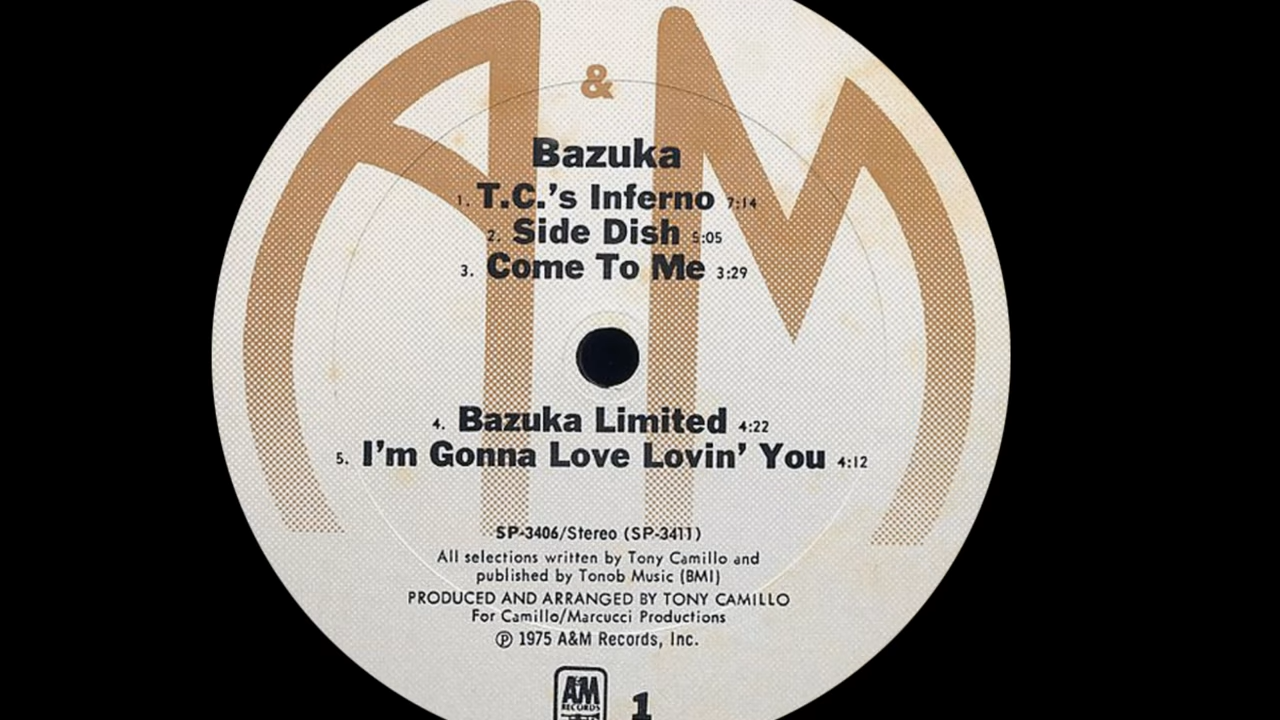 &
Bazuka
1. T.C.'s Inferno 7:14
2. Side Dish 5:05
3. Come To Me 3:29
4. Bazuka Limited 4:22
5. I'm Gonna Love Lovin' You 4:12
SP-3406/Stereo (SP-3411)
All selections written by Tony Camillo and
published by Tonob Music (BMI)
PRODUCED AND ARRANGED BY TONY CAMILLO
For Camillo/Marcucci Productions
℗ 1975 A&M Records, Inc.
A&M
RECORDS
1